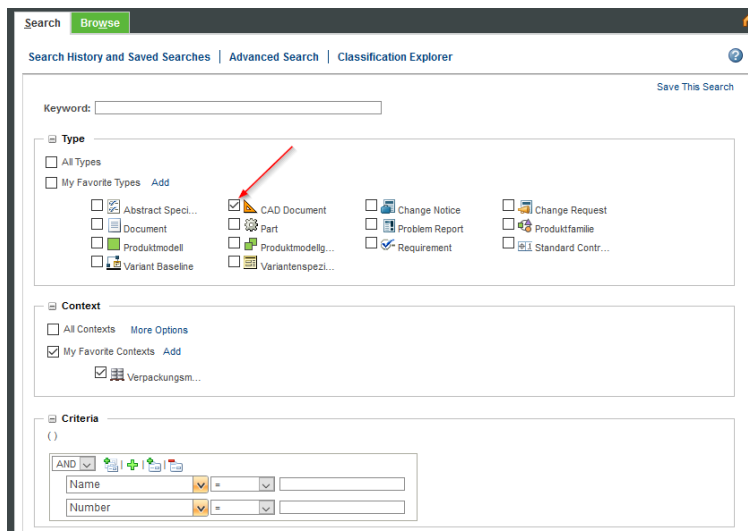 Search Browse
Search History and Saved Searches | Advanced Search | Classification Explorer
Save This Search
Keyword:
Type
All Types
My Favorite Types Add
Abstract Speci... CAD Document Change Notice Change Request
Document Part Problem Report Produktfamilie
Produktmodell Produktmodellg... Requirement Standard Contr...
Variant Baseline Variantenspezi...
Context
All Contexts More Options
My Favorite Contexts Add
Verpackungsm...
Criteria
( )
AND
Name =
Number =